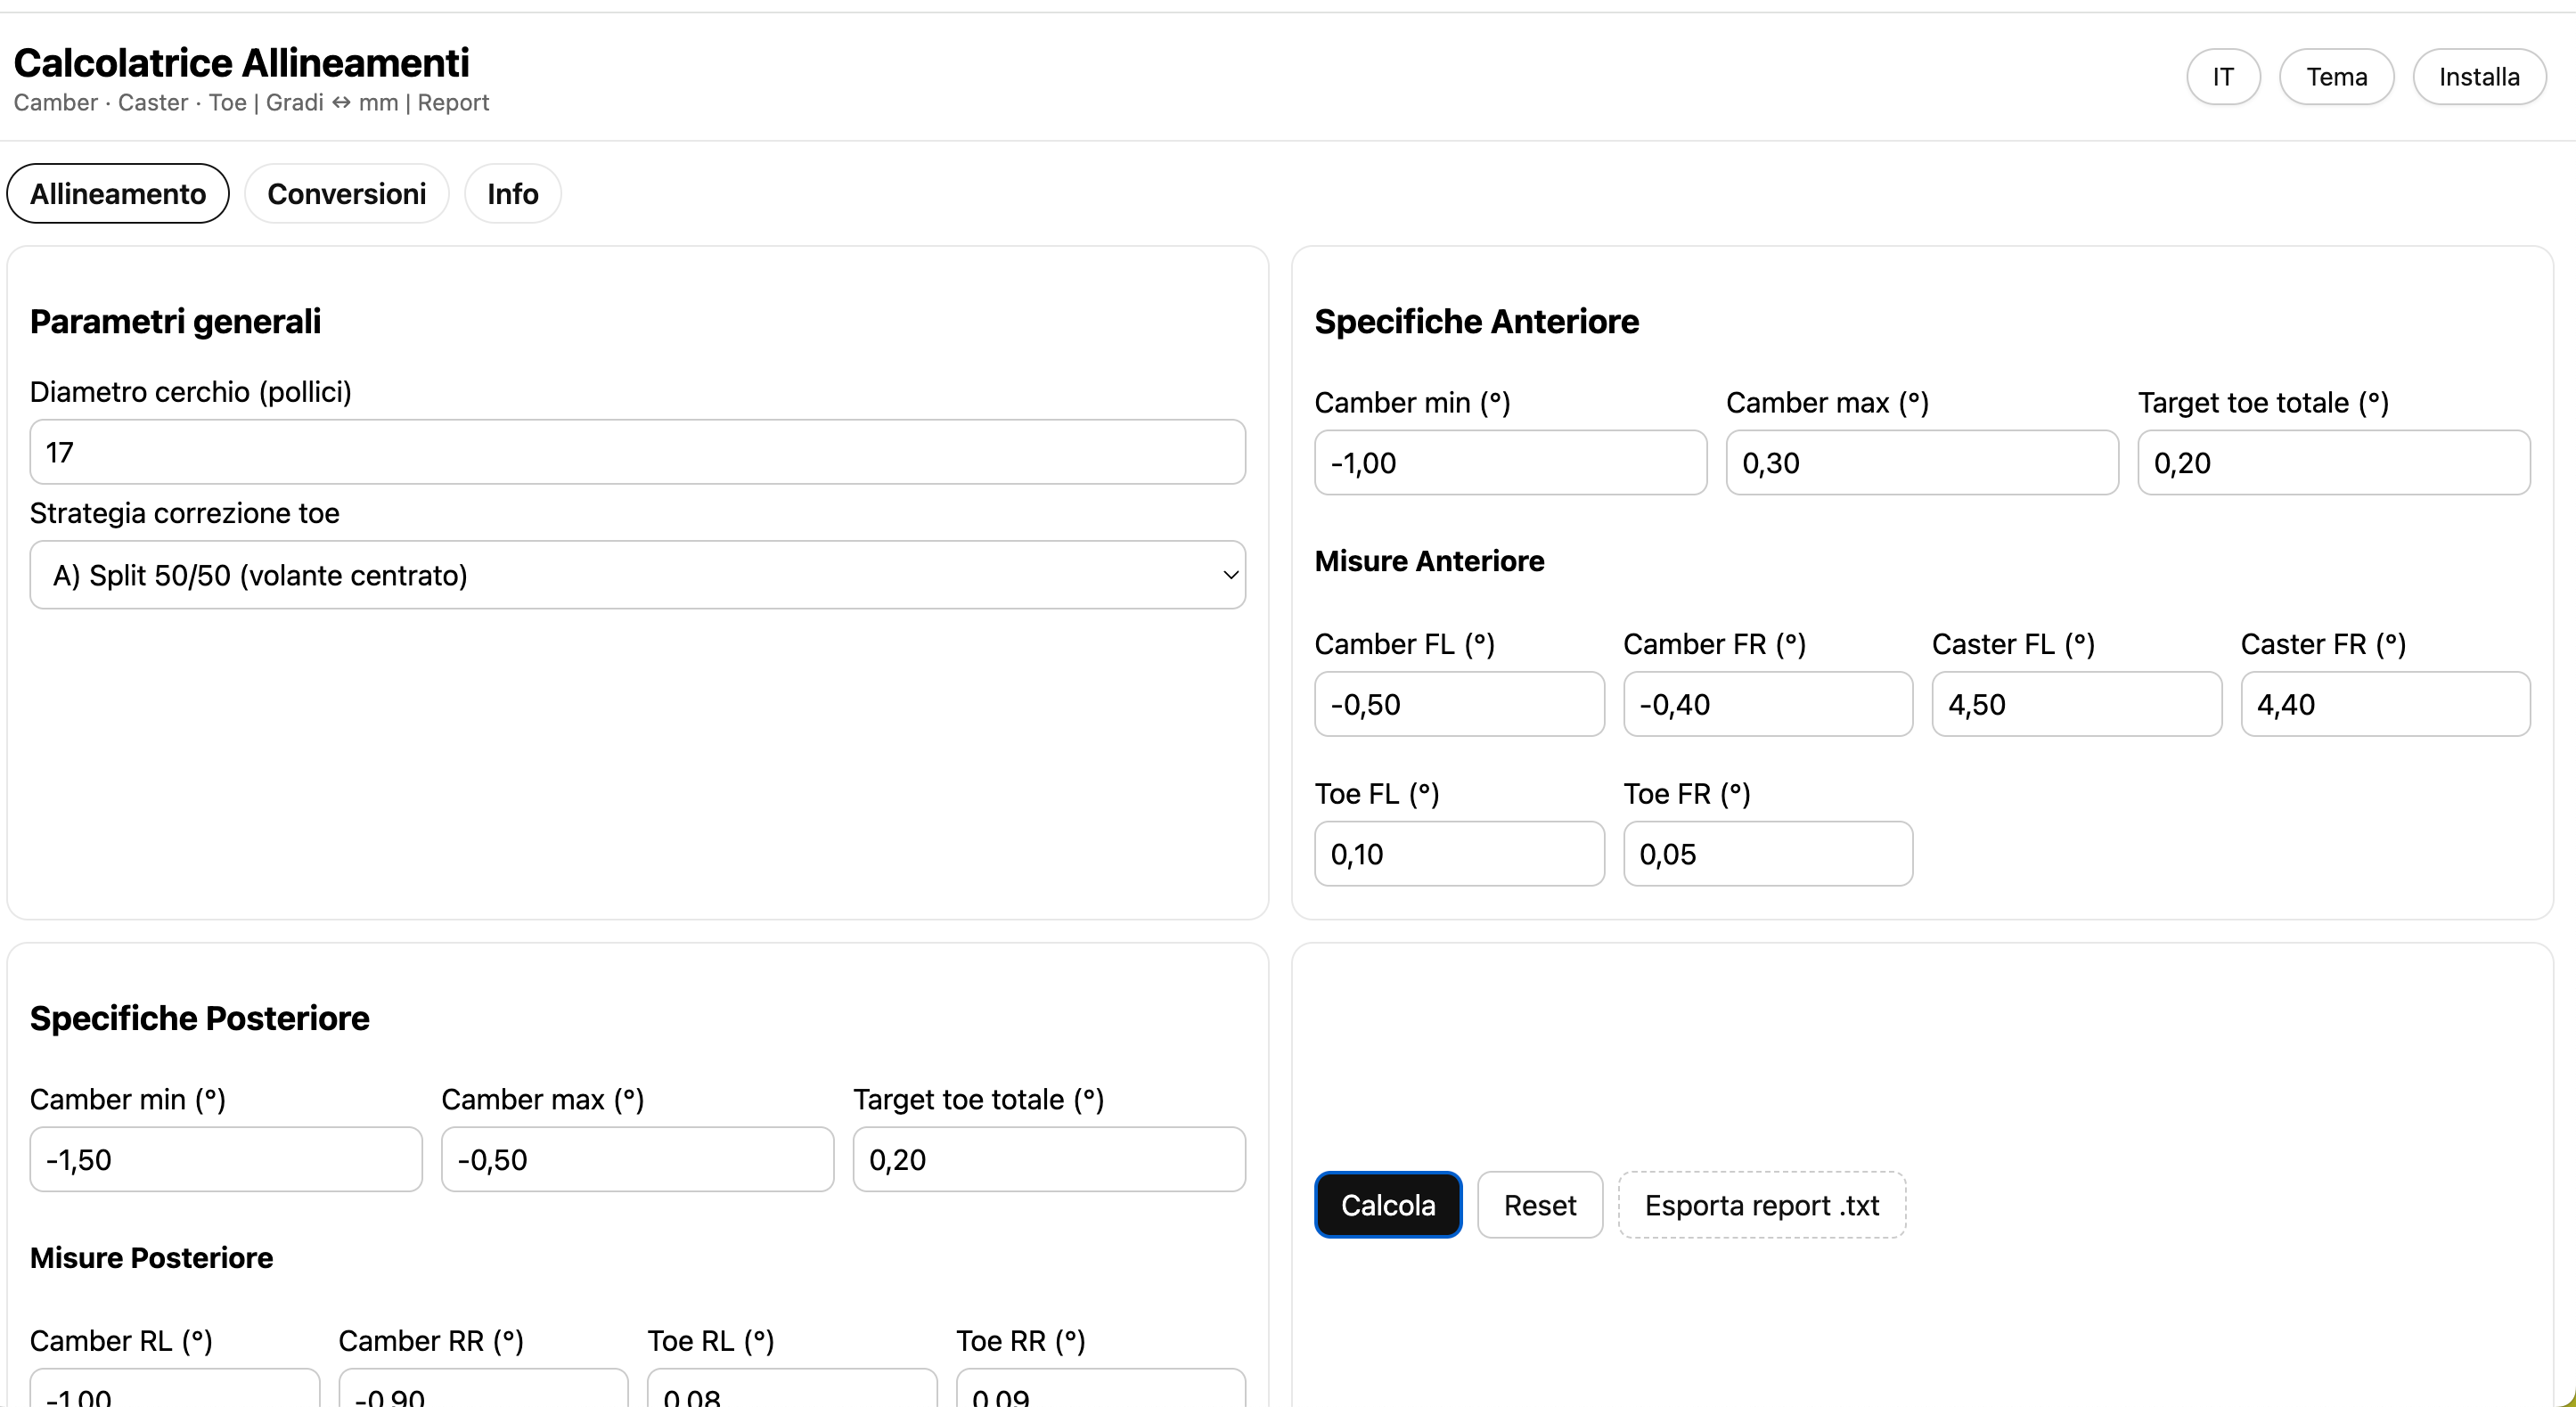 Calcolatrice Allineamenti
Camber · Caster · Toe | Gradi ↔ mm | Report
IT
Tema
Installa
Allineamento
Conversioni
Info
Parametri generali
Diametro cerchio (pollici)
17
Strategia correzione toe
A) Split 50/50 (volante centrato)
Specifiche Anteriore
Camber min (°) Camber max (°) Target toe totale (°)
-1,00 0,30 0,20
Misure Anteriore
Camber FL (°) Camber FR (°) Caster FL (°) Caster FR (°)
-0,50 -0,40 4,50 4,40
Toe FL (°) Toe FR (°)
0,10 0,05
Specifiche Posteriore
Camber min (°) Camber max (°) Target toe totale (°)
-1,50 -0,50 0,20
Misure Posteriore
Camber RL (°) Camber RR (°) Toe RL (°) Toe RR (°)
-1,00 -0,90 0,08 0,09
Calcola
Reset
Esporta report .txt